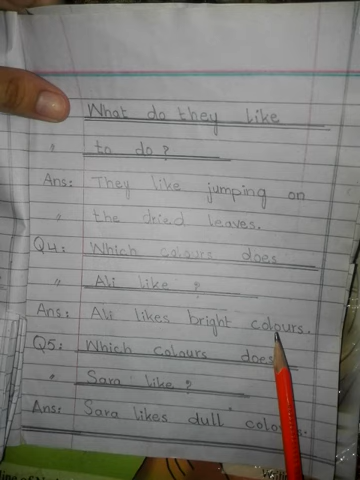 What do they like
" to do?
Ans: They like jumping on
" the dried leaves.
Q4: Which colours does
" Ali like ?
Ans: Ali likes bright colours.
Q5: Which colours does
" Sara like?
Ans: Sara likes dull